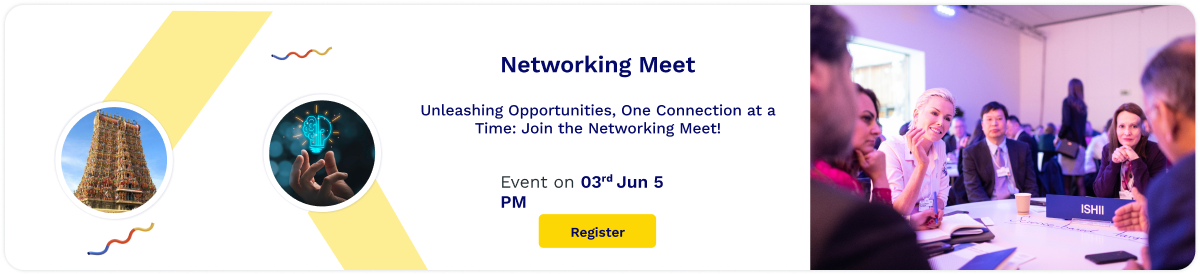 Networking Meet
Unleashing Opportunities, One Connection at a
Time: Join the Networking Meet!
Event on 03rd Jun 5
PM
Register
ISHII